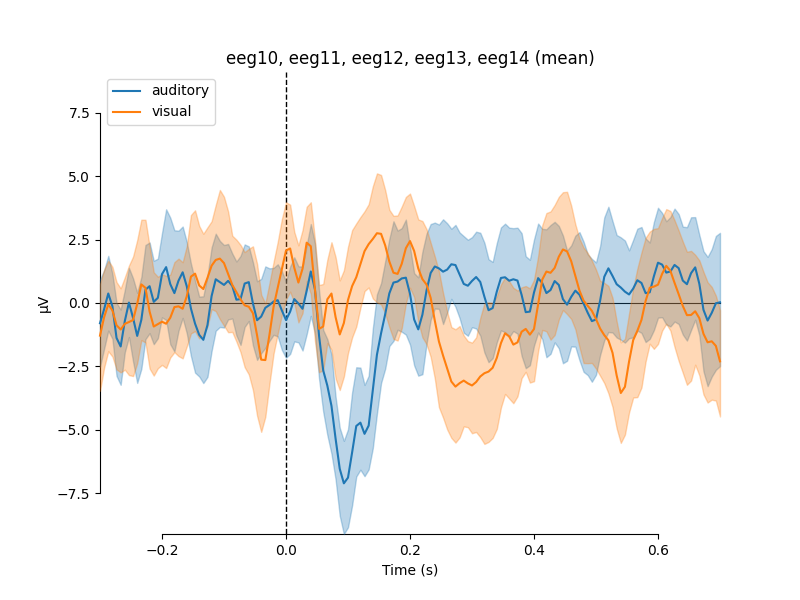 eeg10, eeg11, eeg12, eeg13, eeg14 (mean)
auditory
visual
7.5
5.0
2.5
0.0
−2.5
−5.0
−7.5
µV
−0.2 0.0 0.2 0.4 0.6
Time (s)